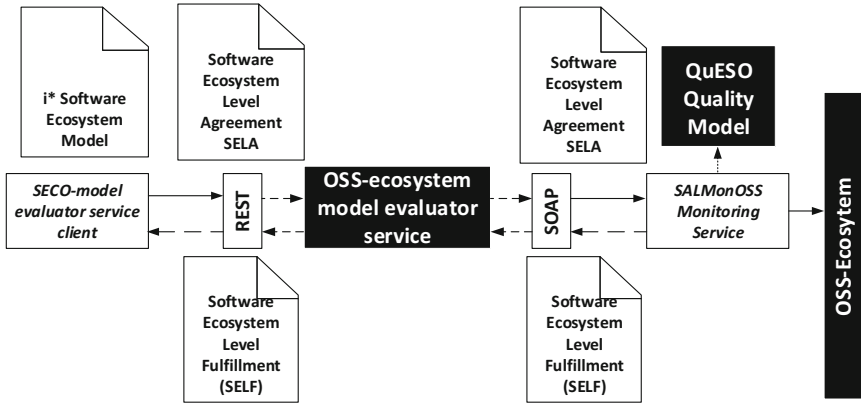 i* Software
Ecosystem
Model
Software
Ecosystem
Level
Agreement
SELA
Software
Ecosystem
Level
Agreement
SELA
QuESO
Quality
Model
SECO-model
evaluator service
client
REST
OSS-ecosystem
model evaluator
service
SOAP
SALMonOSS
Monitoring
Service
OSS-Ecosytem
Software
Ecosystem
Level
Fulfillment
(SELF)
Software
Ecosystem
Level
Fulfillment
(SELF)